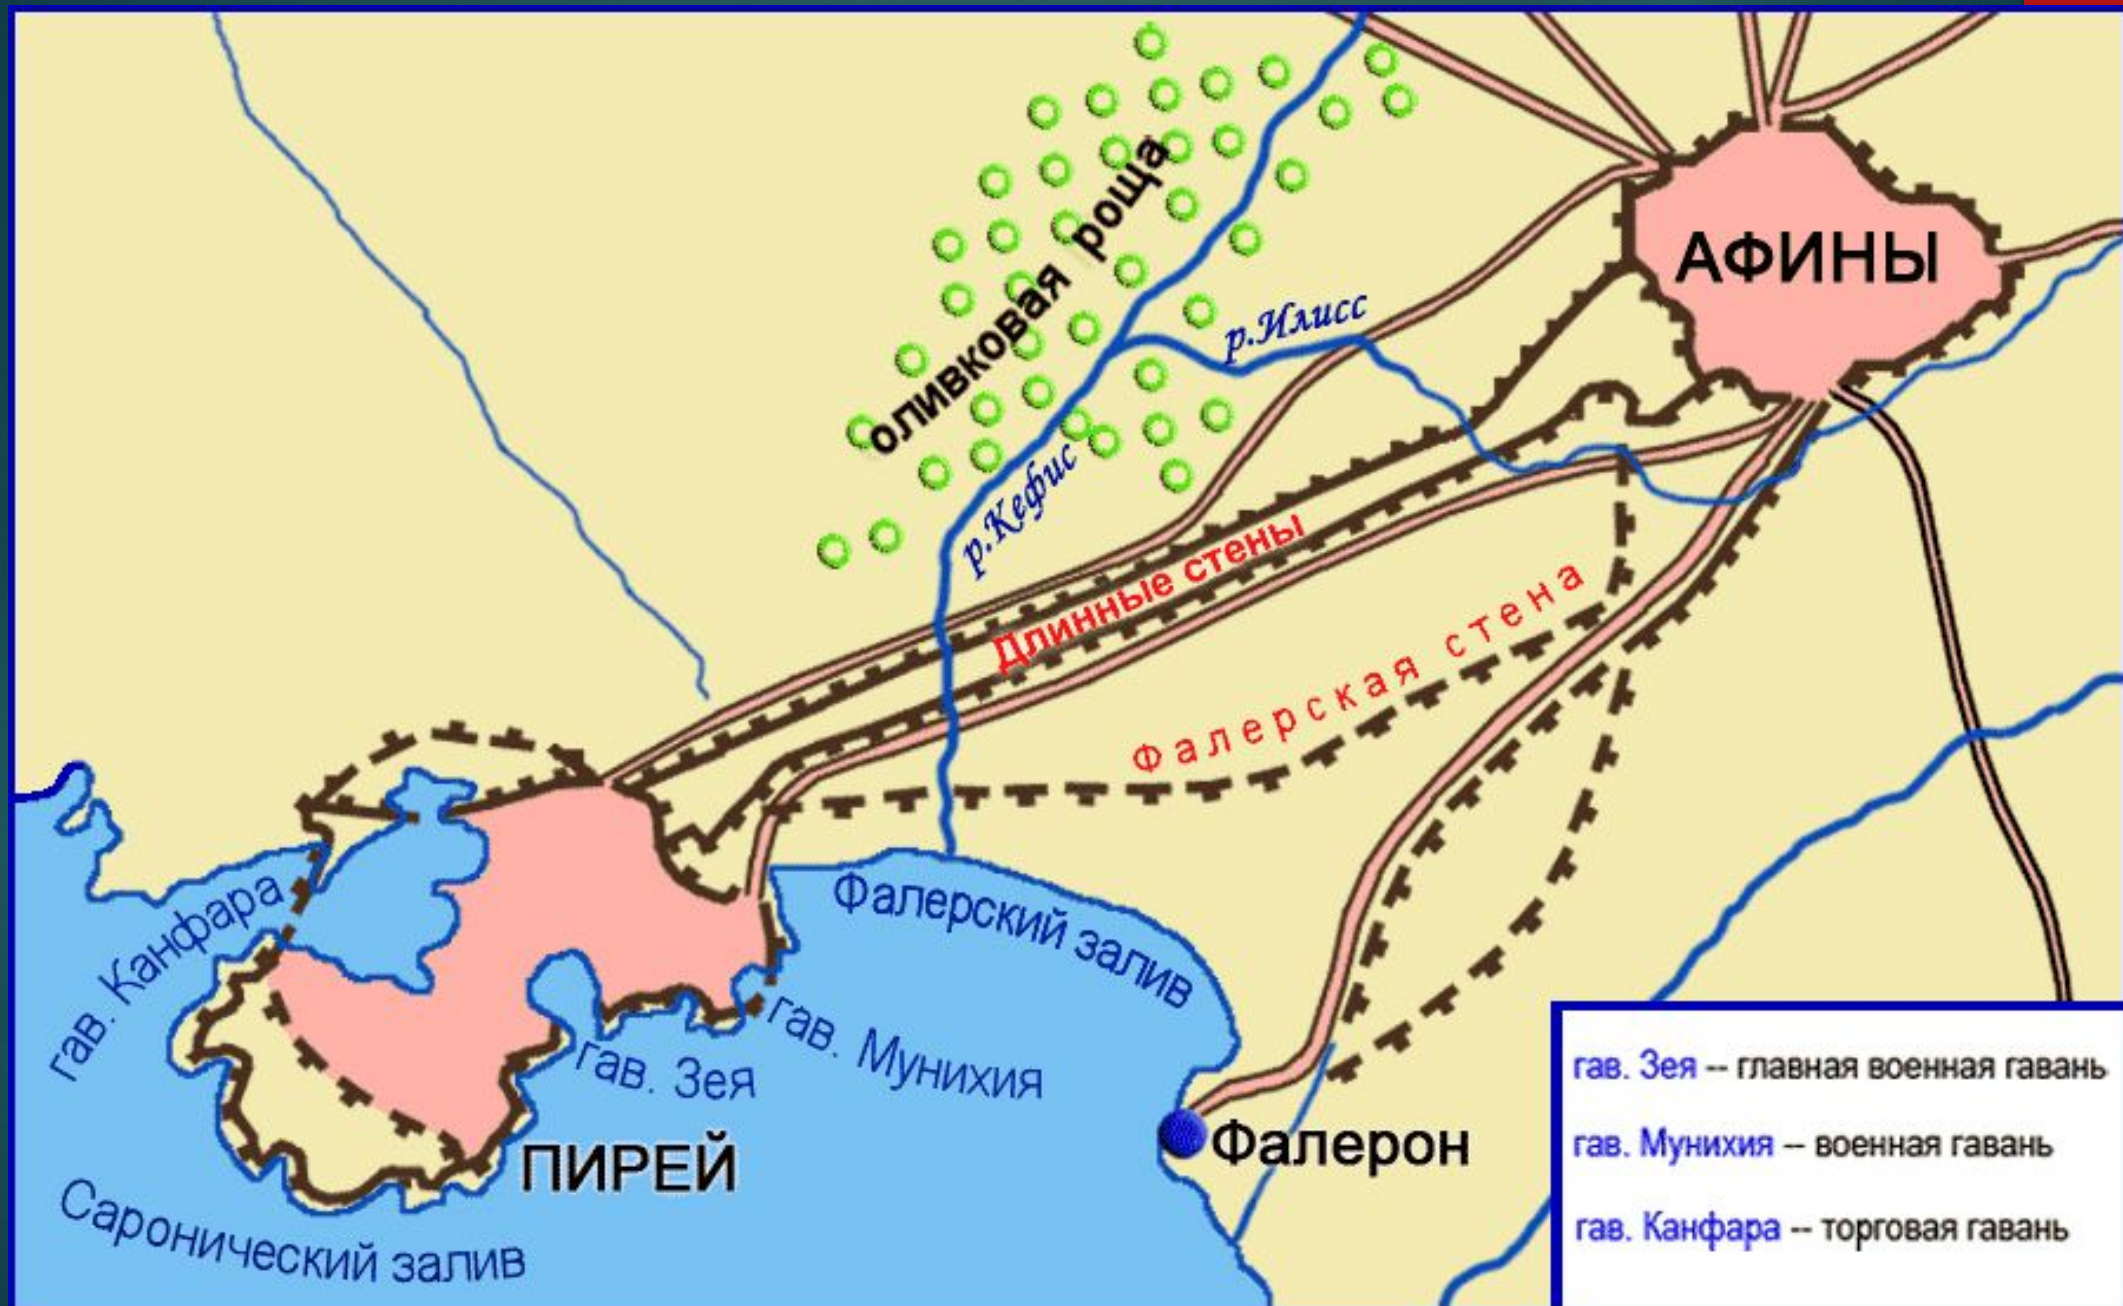 оливковая роща
АФИНЫ
р.Илисс
р.Кефис
Длинные стены
Фалерская стена
гав. Канфара
Фалерский залив
гав. Мунихия
гав. Зея
ПИРЕЙ
Фалерон
Саронический залив
гав. Зея -- главная военная гавань
гав. Мунихия -- военная гавань
гав. Канфара -- торговая гавань